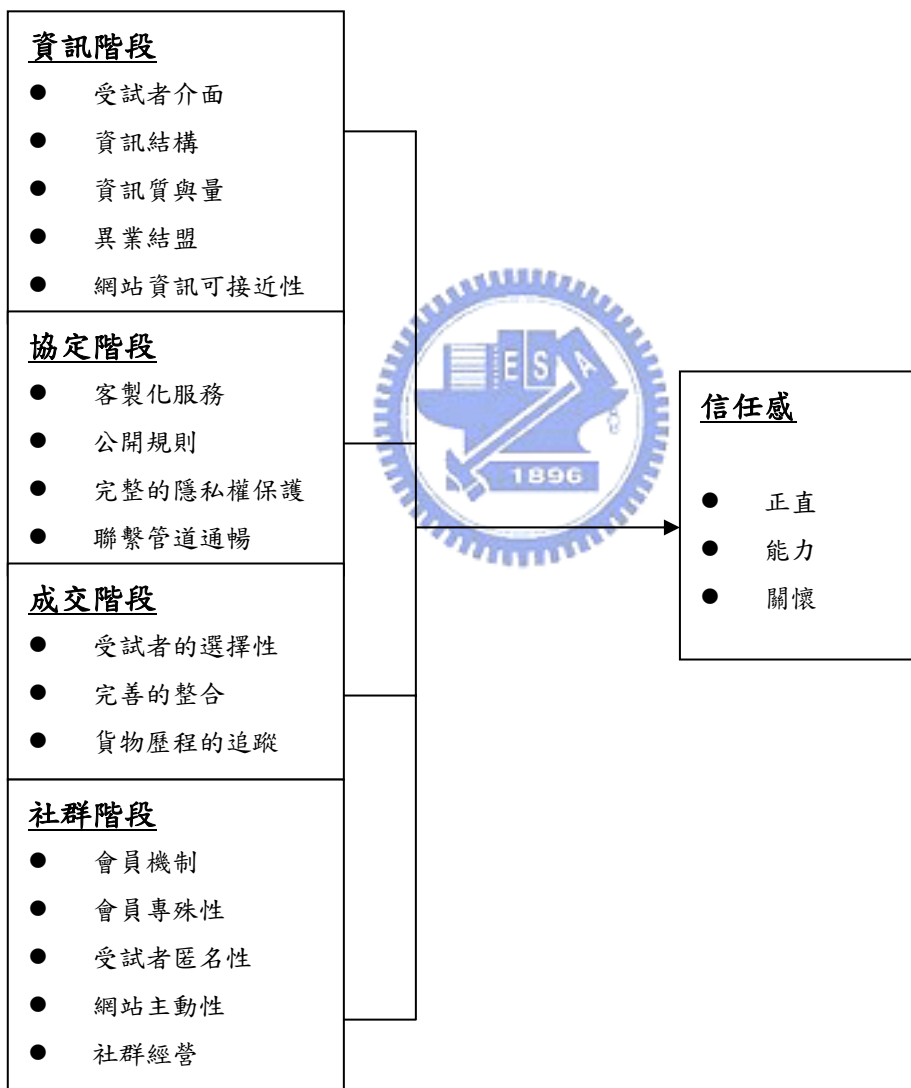 資訊階段
● 受試者介面
● 資訊結構
● 資訊質與量
● 異業結盟
● 網站資訊可接近性
協定階段
● 客製化服務
● 公開規則
● 完整的隱私權保護
● 聯繫管道通暢
成交階段
● 受試者的選擇性
● 完善的整合
● 貨物歷程的追蹤
社群階段
● 會員機制
● 會員專殊性
● 受試者匿名性
● 網站主動性
● 社群經營
E S A
1896
信任感
● 正直
● 能力
● 關懷